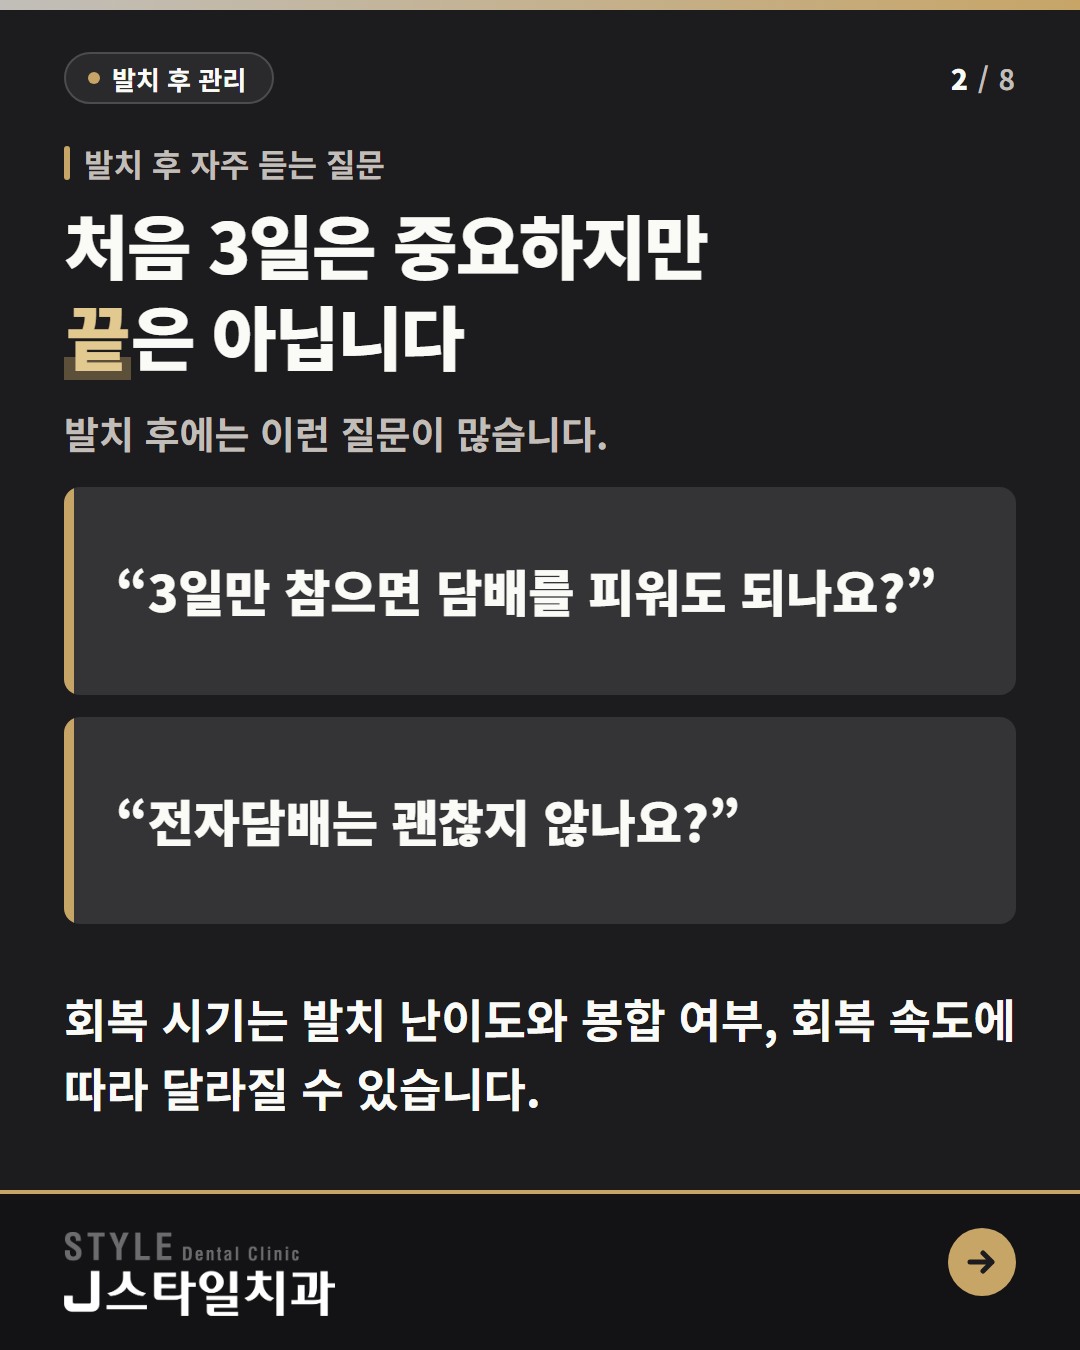 발치 후 관리
2 / 8
발치 후 자주 듣는 질문
처음 3일은 중요하지만
끝은 아닙니다
발치 후에는 이런 질문이 많습니다.
“3일만 참으면 담배를 피워도 되나요?”
“전자담배는 괜찮지 않나요?”
회복 시기는 발치 난이도와 봉합 여부, 회복 속도에
따라 달라질 수 있습니다.
STYLE Dental Clinic
J스타일치과